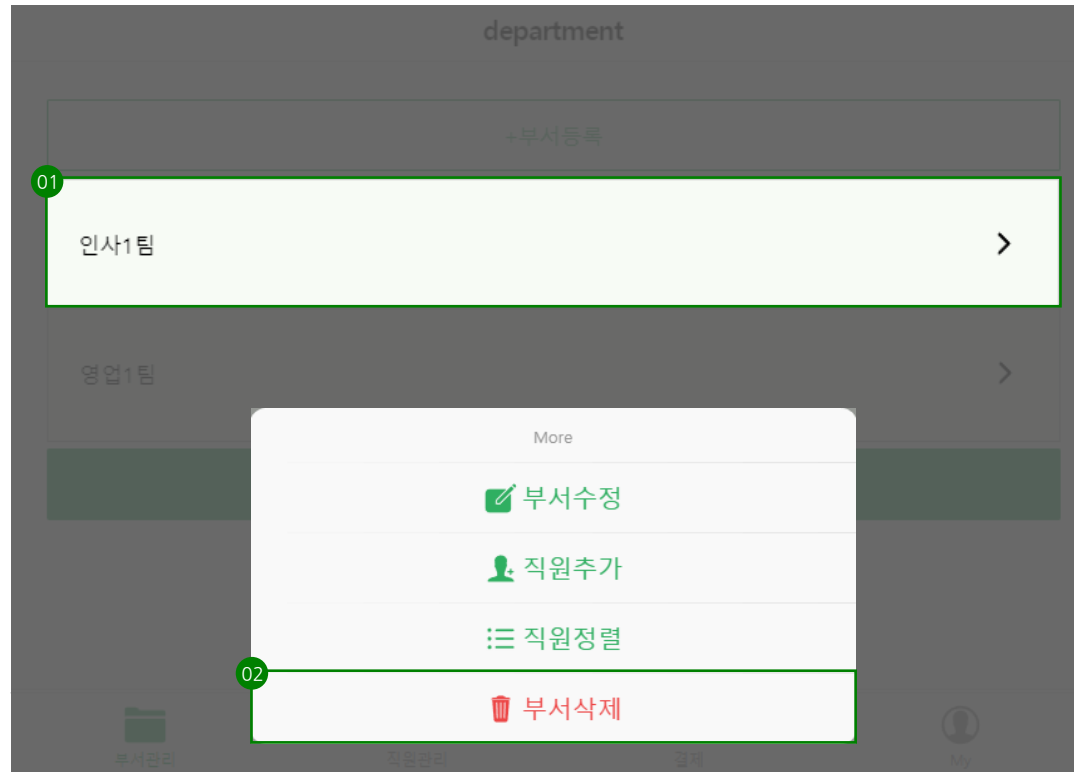 department
+부서등록
01
인사1팀
영업1팀
More
부서수정
직원추가
직원정렬
02
부서삭제
부서관리
직원관리
결제
My